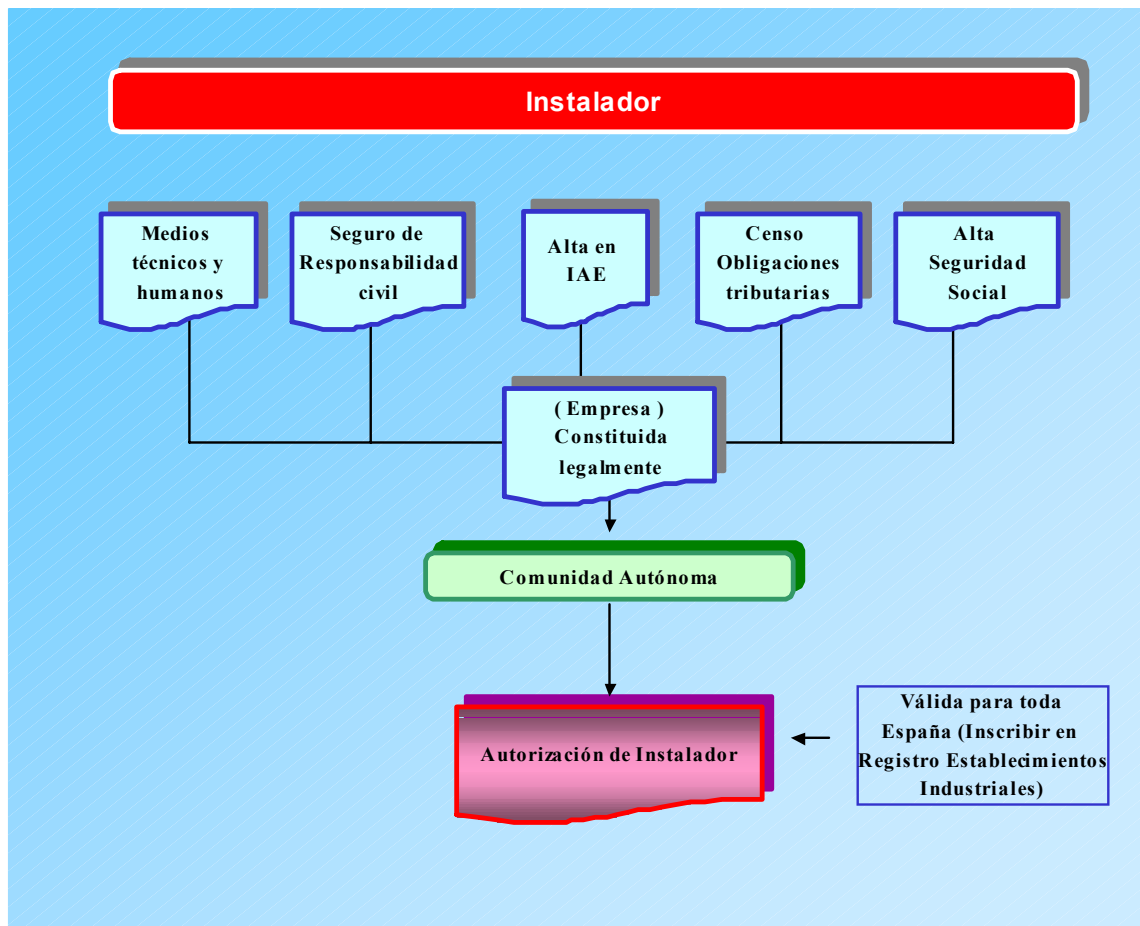 Instalador
Medios
técnicos y
humanos
Seguro de
Responsabilidad
civil
Alta en
IAE
Censo
Obligaciones
tributarias
Alta
Seguridad
Social
( Empresa )
Constituida
legalmente
Comunidad Autónoma
Autorización de Instalador
Válida para toda
España (Inscribir en
Registro Establecimientos
Industriales)